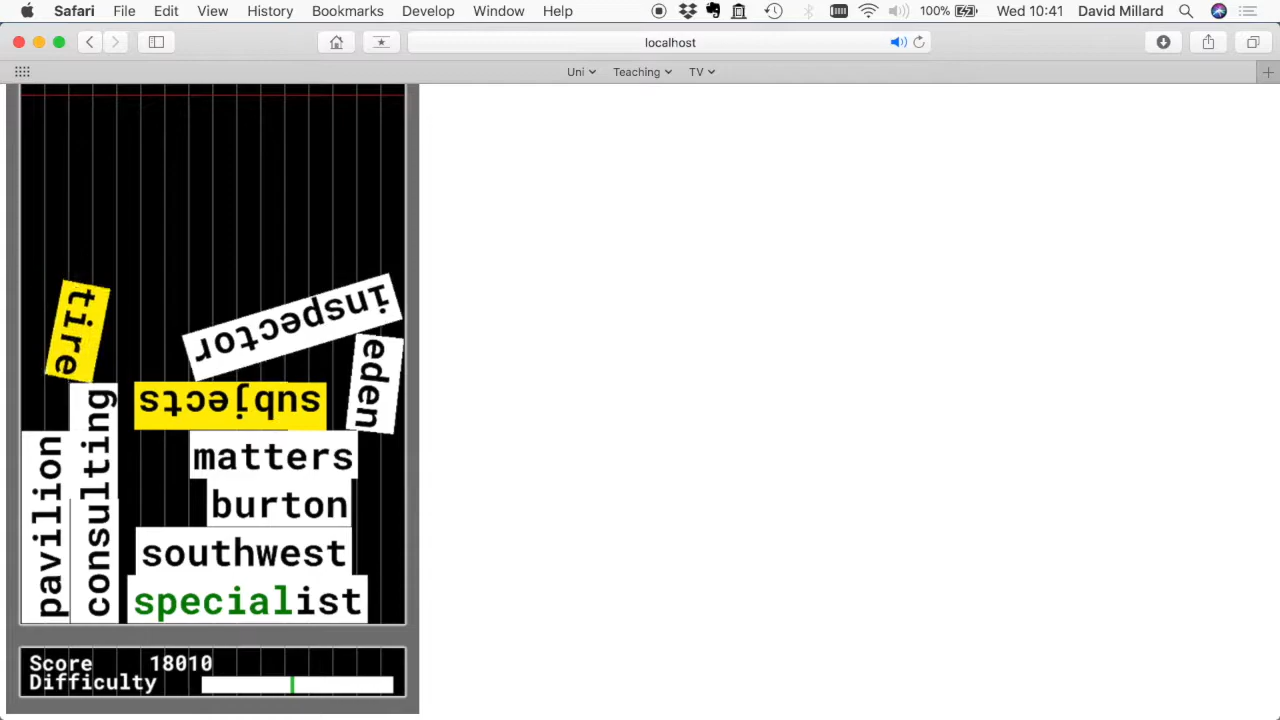 Safari File Edit View History Bookmarks Develop Window Help 100% Wed 10:41 David Millard
localhost
Uni Teaching TV
tire
inspector
eden
subjects
consulting
pavilion
matters
burton
southwest
specialist
Score 18010
Difficulty